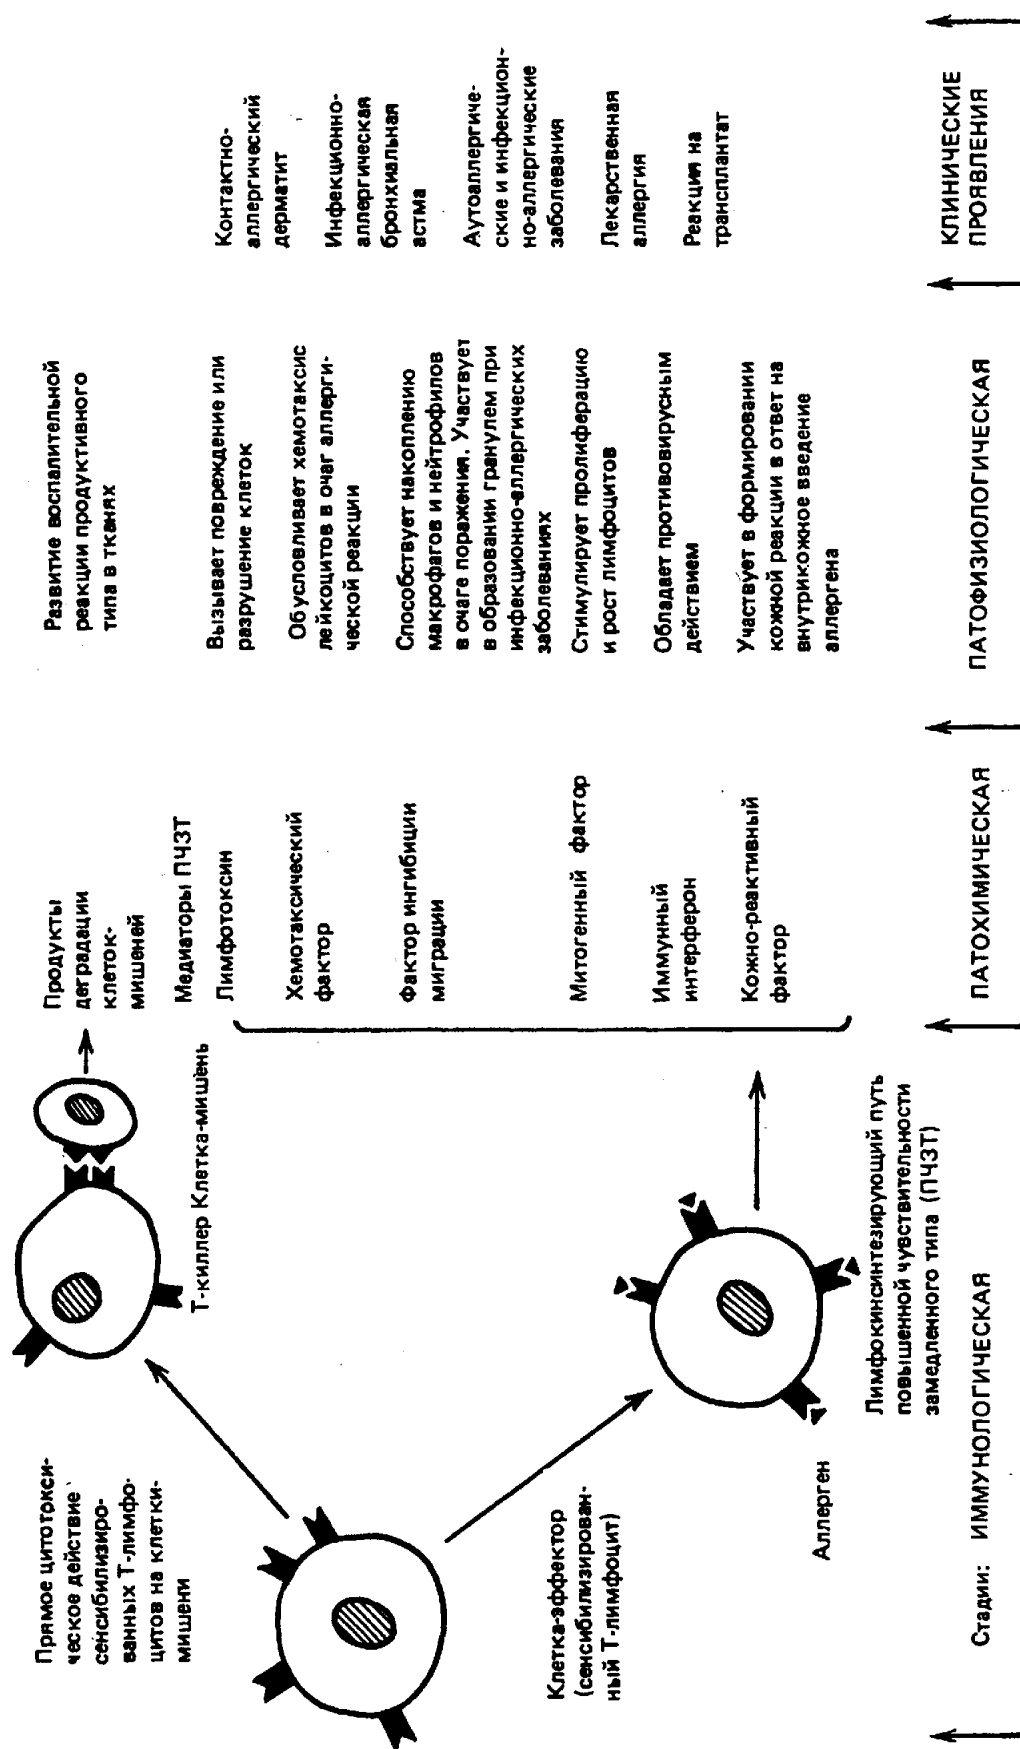 Прямое цитотокси-
ческое действие
сенсибилизиро-
ванных Т-лимфо-
цитов на клетки-
мишени
Т-киллер Клетка-мишень
Клетка-эффектор
(сенсибилизирован-
ный Т-лимфоцит)
Аллерген
Лимфокинсинтезирующий путь
повышенной чувствительности
замедленного типа (ПЧЗТ)
Продукты
деградации
клеток-
мишеней
Медиаторы ПЧЗТ
Лимфотоксин
Хемотаксический
фактор
Фактор ингибиции
миграции
Митогенный фактор
Иммунный
интерферон
Кожно-реактивный
фактор
Развитие воспалительной
реакции продуктивного
типа в тканях
Вызывает повреждение или
разрушение клеток
Обусловливает хемотаксис
лейкоцитов в очаг аллерги-
ческой реакции
Способствует накоплению
макрофагов и нейтрофилов
в очаге поражения. Участвует
в образовании гранулем при
инфекционно-аллергических
заболеваниях
Стимулирует пролиферацию
и рост лимфоцитов
Обладает противовирусным
действием
Участвует в формировании
кожной реакции в ответ на
внутрикожное введение
аллергена
Контактно-
аллергический
дерматит
Инфекционно-
аллергическая
бронхиальная
астма
Аутоаллергиче-
ские и инфекцион-
но-аллергические
заболевания
Лекарственная
аллергия
Реакции на
трансплантат
Стадии: ИММУНОЛОГИЧЕСКАЯ
ПАТОХИМИЧЕСКАЯ
ПАТОФИЗИОЛОГИЧЕСКАЯ
КЛИНИЧЕСКИЕ
ПРОЯВЛЕНИЯ